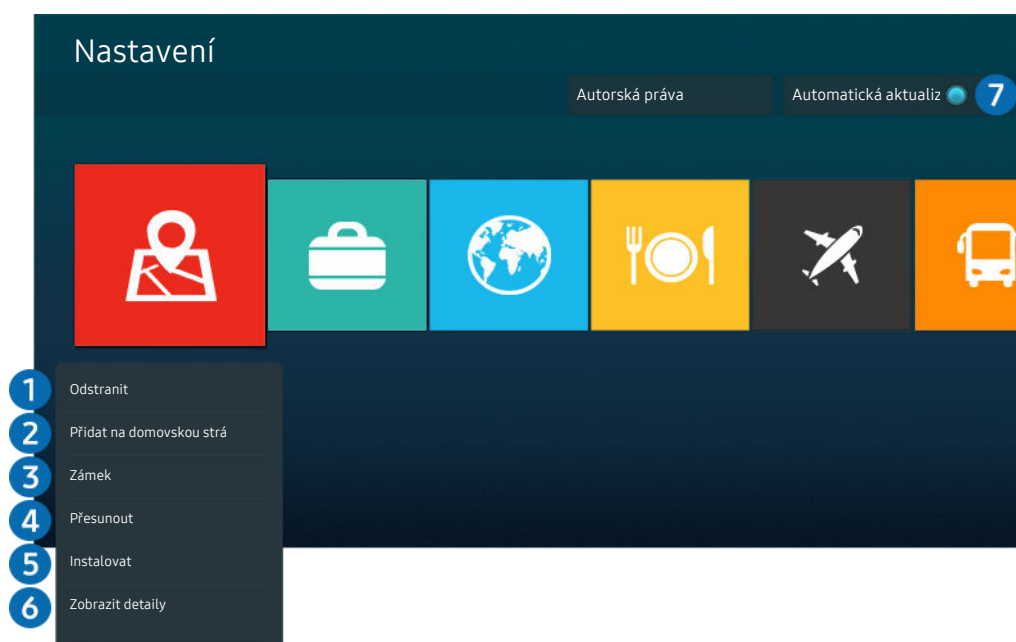 Nastavení
Autorská práva
Automatická aktualiz
7
1 Odstranit
2 Přidat na domovskou strá
3 Zámek
4 Přesunout
5 Instalovat
6 Zobrazit detaily